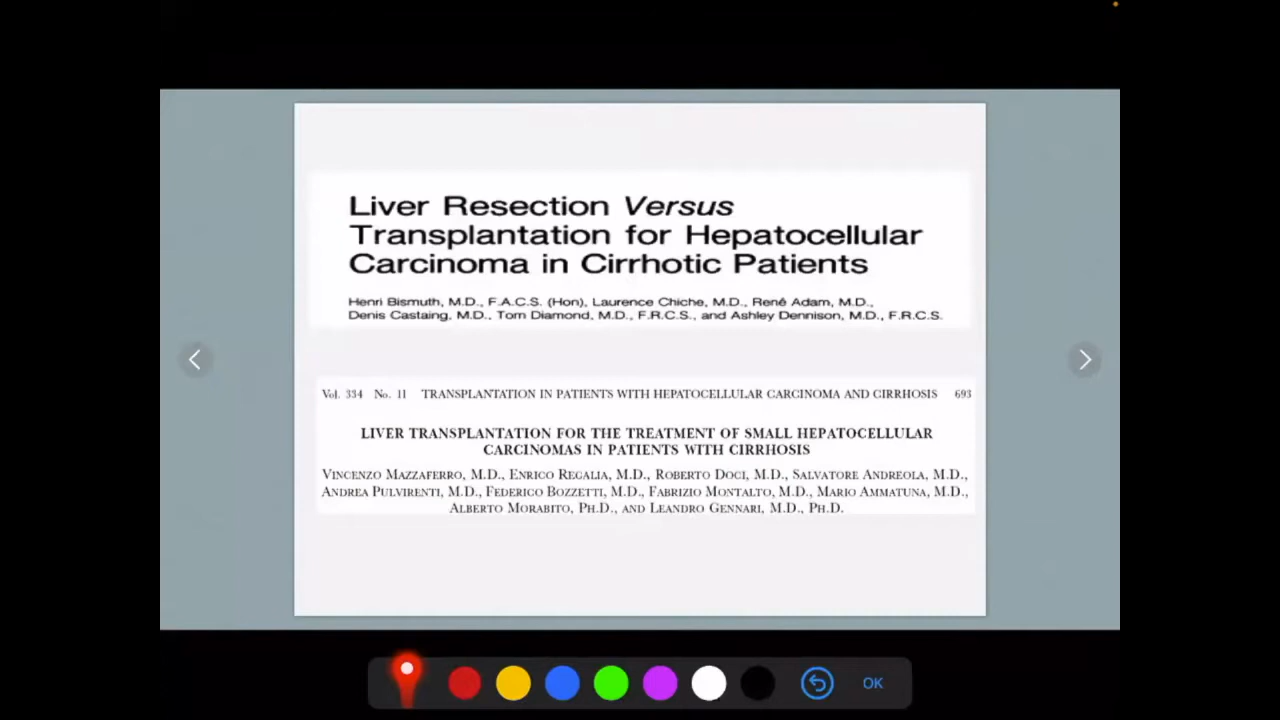 Liver Resection Versus
Transplantation for Hepatocellular
Carcinoma in Cirrhotic Patients
Henri Bismuth, M.D., F.A.C.S. (Hon), Laurence Chiche, M.D., René Adam, M.D.,
Denis Castaing, M.D., Tom Diamond, M.D., F.R.C.S., and Ashley Dennison, M.D., F.R.C.S.
Vol. 334 No. 11 TRANSPLANTATION IN PATIENTS WITH HEPATOCELLULAR CARCINOMA AND CIRRHOSIS 693
LIVER TRANSPLANTATION FOR THE TREATMENT OF SMALL HEPATOCELLULAR
CARCINOMAS IN PATIENTS WITH CIRRHOSIS
VINCENZO MAZZAFERRO, M.D., ENRICO REGALIA, M.D., ROBERTO DOCI, M.D., SALVATORE ANDREOLA, M.D.,
ANDREA PULVIRENTI, M.D., FEDERICO BOZZETTI, M.D., FABRIZIO MONTALTO, M.D., MARIO AMMATUNA, M.D.,
ALBERTO MORABITO, PH.D., AND LEANDRO GENNARI, M.D., PH.D.
OK